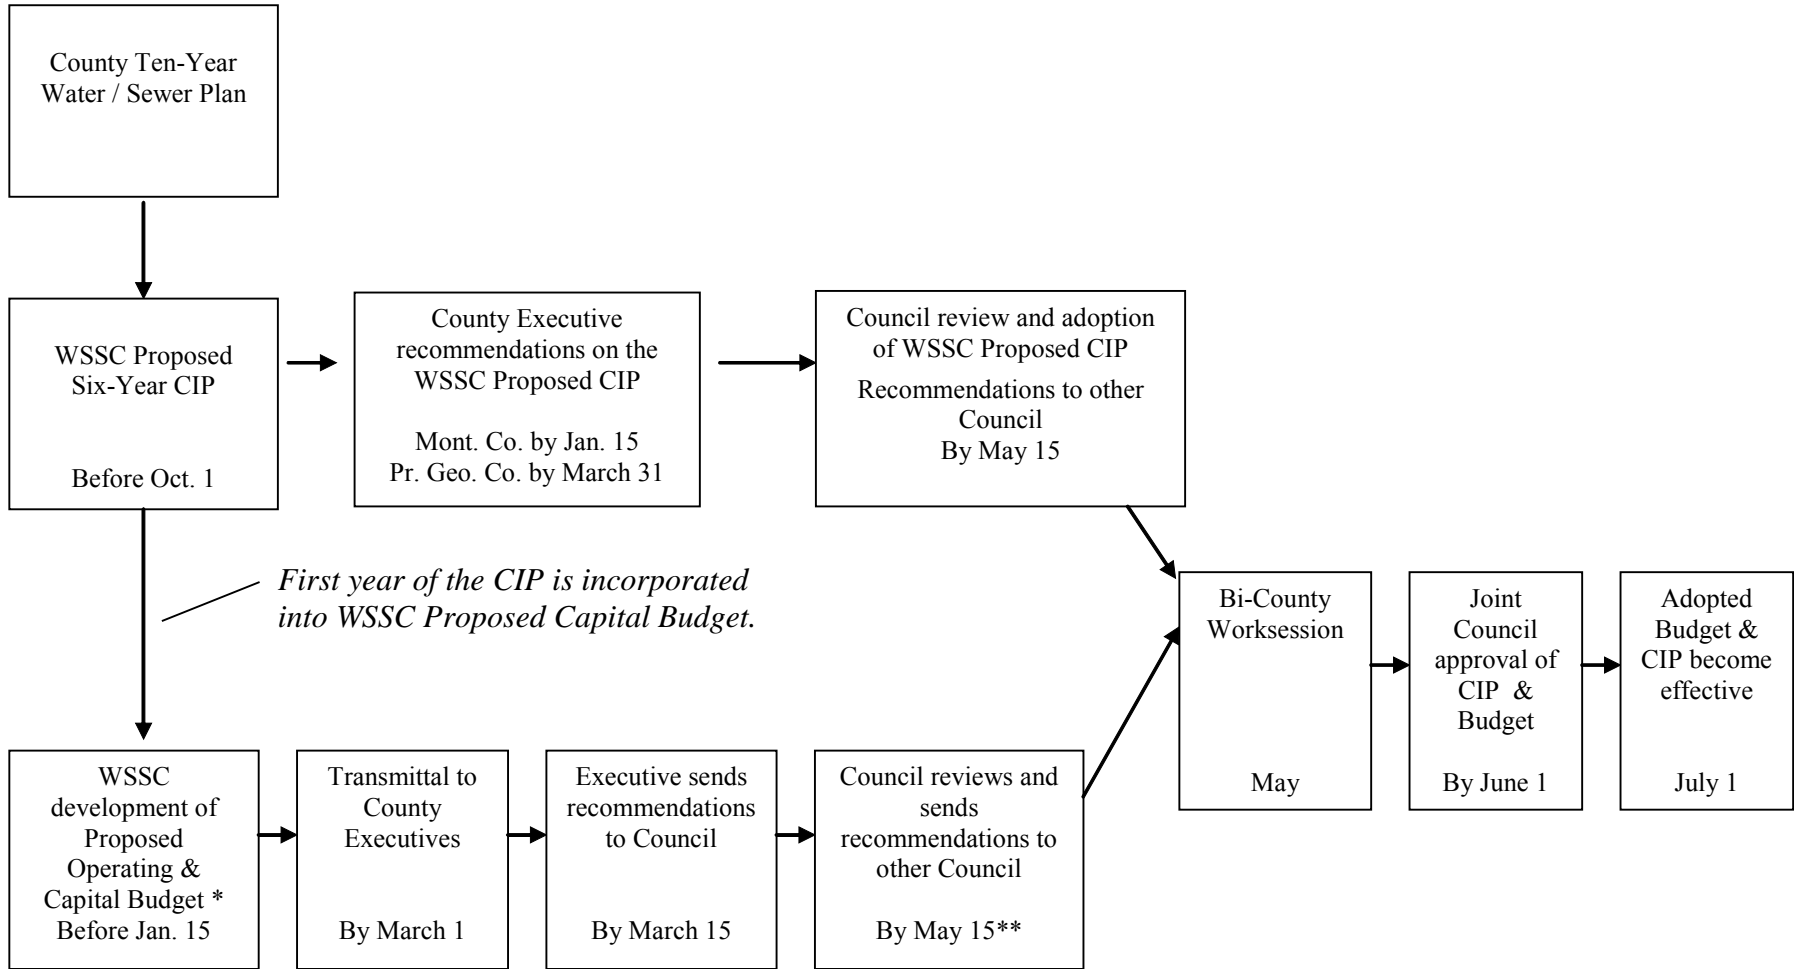 County Ten-Year
Water / Sewer Plan
WSSC Proposed
Six-Year CIP
Before Oct. 1
County Executive
recommendations on the
WSSC Proposed CIP
Mont. Co. by Jan. 15
Pr. Geo. Co. by March 31
Council review and adoption
of WSSC Proposed CIP
Recommendations to other
Council
By May 15
First year of the CIP is incorporated
into WSSC Proposed Capital Budget.
WSSC
development of
Proposed
Operating &
Capital Budget *
Before Jan. 15
Transmittal to
County
Executives
By March 1
Executive sends
recommendations
to Council
By March 15
Council reviews and
sends
recommendations to
other Council
By May 15**
Bi-County
Worksession
May
Joint
Council
approval of
CIP &
Budget
By June 1
Adopted
Budget &
CIP become
effective
July 1